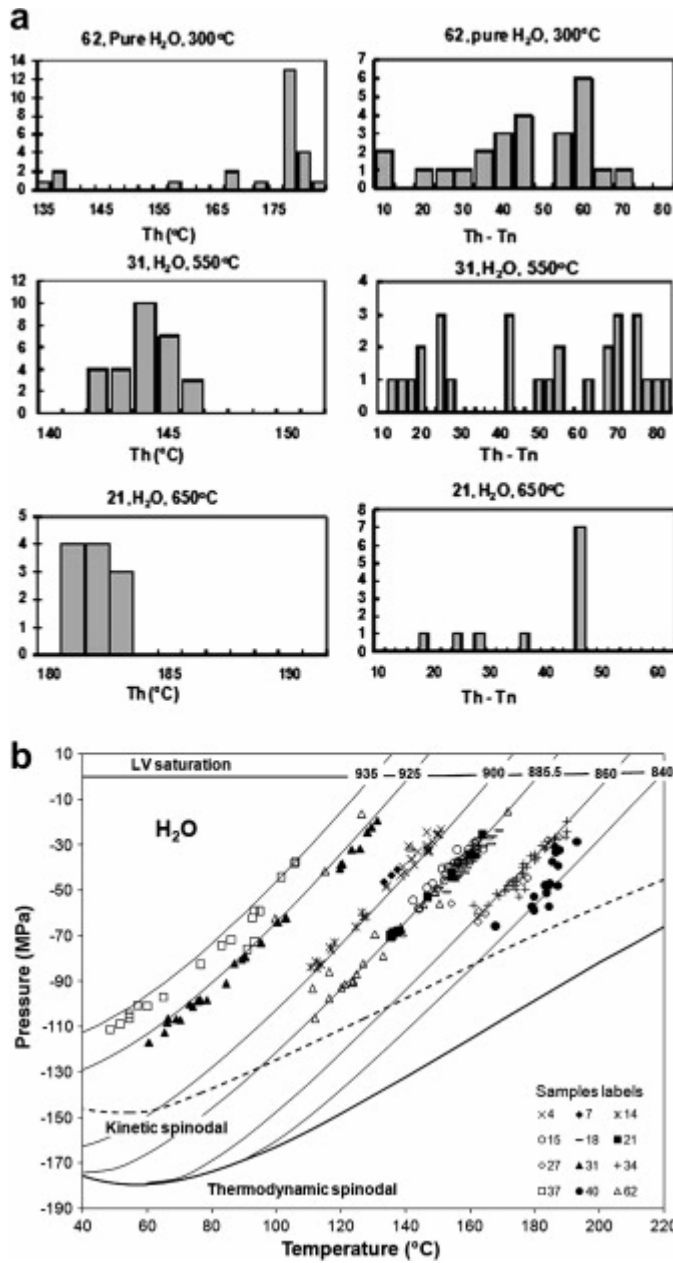 a
62, Pure H₂O, 300°C
14
12
10
8
6
4
2
0
135 145 155 165 175
Th (°C)
62, pure H₂O, 300°C
7
6
5
4
3
2
1
0
10 20 30 40 50 60 70 80
Th - Tn
31, H₂O, 550°C
12
10
8
6
4
2
0
140 145 150
Th (°C)
31, H₂O, 550°C
4
3
2
1
0
10 20 30 40 50 60 70 80
Th - Tn
21, H₂O, 650°C
5
4
3
2
1
0
180 185 190
Th (°C)
21, H₂O, 650°C
8
7
6
5
4
3
2
1
0
10 20 30 40 50 60
Th - Tn
b
10
-10
-30
-50
-70
-90
-110
-130
-150
-170
-190
Pressure (MPa)
LV saturation
935 925 900 885.5 860 840
H₂O
Kinetic spinodal
Thermodynamic spinodal
Samples labels
4 7 14
15 18 21
27 31 34
37 40 62
40 60 80 100 120 140 160 180 200 220
Temperature (°C)